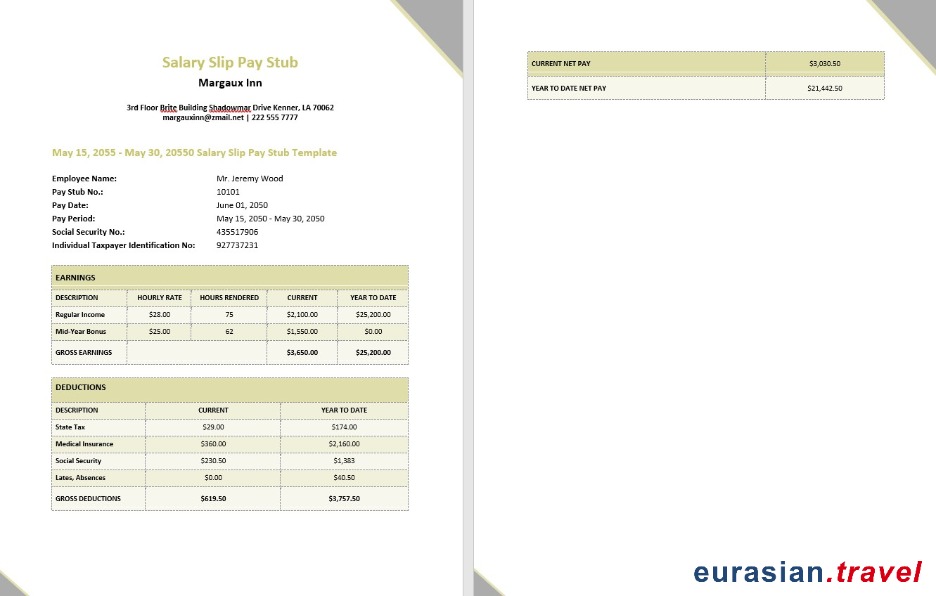 Salary Slip Pay Stub
Margaux Inn
3rd Floor Brite Building Shadowmar Drive Kenner, LA 70062
margauxinn@zmail.net | 222 555 7777
May 15, 2055 - May 30, 20550 Salary Slip Pay Stub Template
Employee Name: Mr. Jeremy Wood
Pay Stub No.: 10101
Pay Date: June 01, 2050
Pay Period: May 15, 2050 - May 30, 2050
Social Security No.: 435517906
Individual Taxpayer Identification No: 927737231
EARNINGS
DESCRIPTION HOURLY RATE HOURS RENDERED CURRENT YEAR TO DATE
Regular Income $28.00 75 $2,100.00 $25,200.00
Mid-Year Bonus $25.00 62 $1,550.00 $0.00
GROSS EARNINGS $3,650.00 $25,200.00
DEDUCTIONS
DESCRIPTION CURRENT YEAR TO DATE
State Tax $29.00 $174.00
Medical Insurance $360.00 $2,160.00
Social Security $230.50 $1,383
Lates, Absences $0.00 $40.50
GROSS DEDUCTIONS $619.50 $3,757.50
CURRENT NET PAY $3,030.50
YEAR TO DATE NET PAY $21,442.50
eurasian.travel